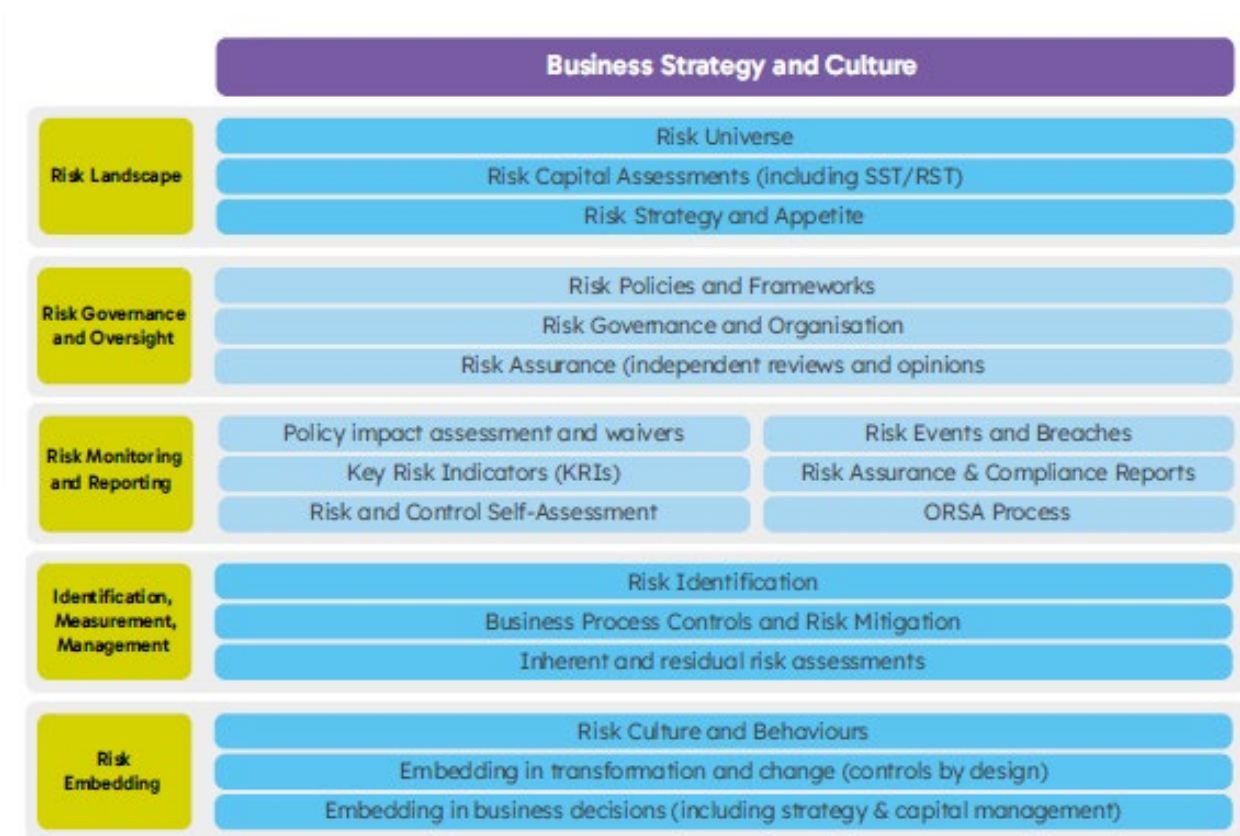 Business Strategy and Culture
Risk Landscape
Risk Universe
Risk Capital Assessments (including SST/RST)
Risk Strategy and Appetite
Risk Governance
and Oversight
Risk Policies and Frameworks
Risk Governance and Organisation
Risk Assurance (independent reviews and opinions
Risk Monitoring
and Reporting
Policy impact assessment and waivers
Key Risk Indicators (KRIs)
Risk and Control Self-Assessment
Risk Events and Breaches
Risk Assurance & Compliance Reports
ORSA Process
Identification,
Measurement,
Management
Risk Identification
Business Process Controls and Risk Mitigation
Inherent and residual risk assessments
Risk
Embedding
Risk Culture and Behaviours
Embedding in transformation and change (controls by design)
Embedding in business decisions (including strategy & capital management)